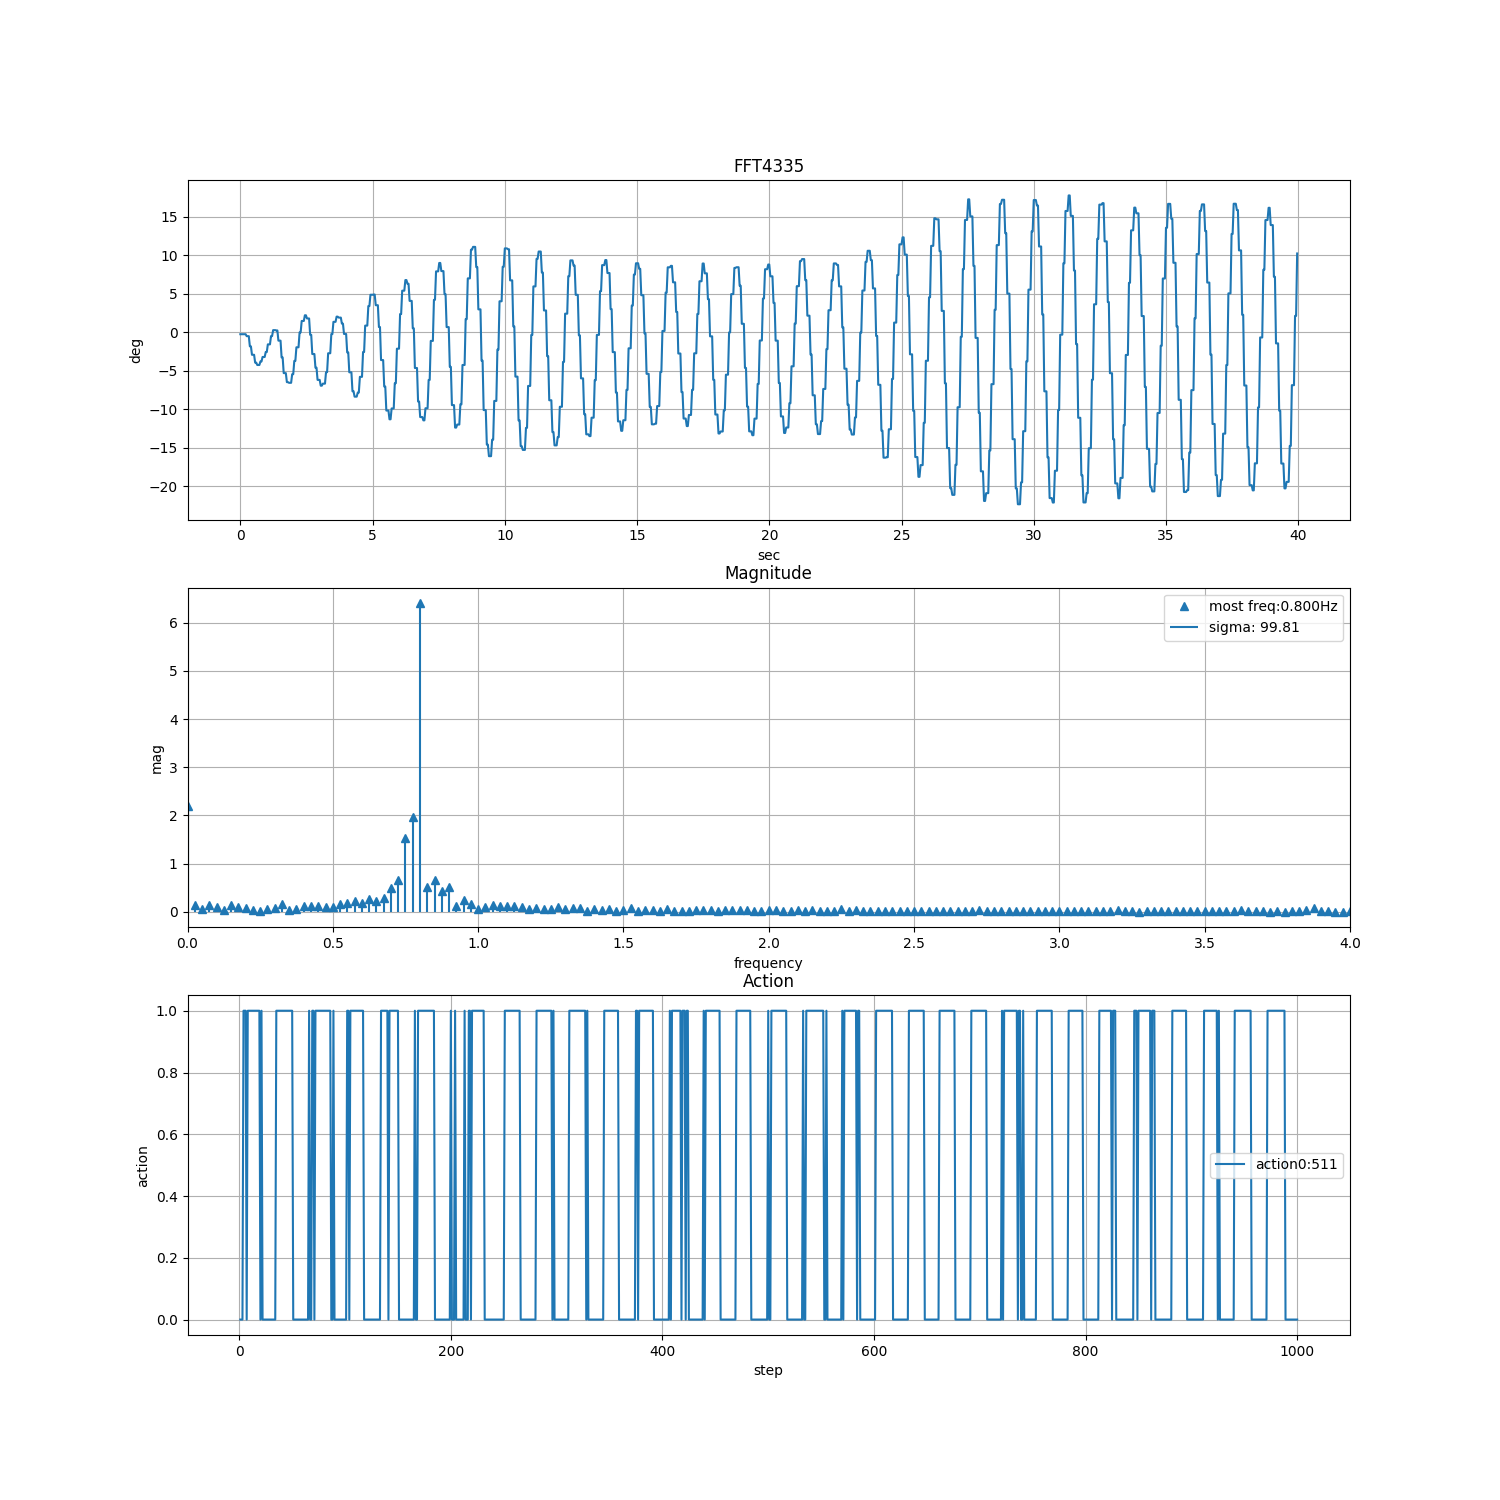 FFT4335
15
10
5
0
−5
−10
−15
−20
deg
0 5 10 15 20 25 30 35 40
sec
Magnitude
most freq:0.800Hz
sigma: 99.81
6
5
4
3
2
1
0
mag
0.0 0.5 1.0 1.5 2.0 2.5 3.0 3.5 4.0
frequency
Action
1.0
0.8
0.6
0.4
0.2
0.0
action
action0:511
0 200 400 600 800 1000
step